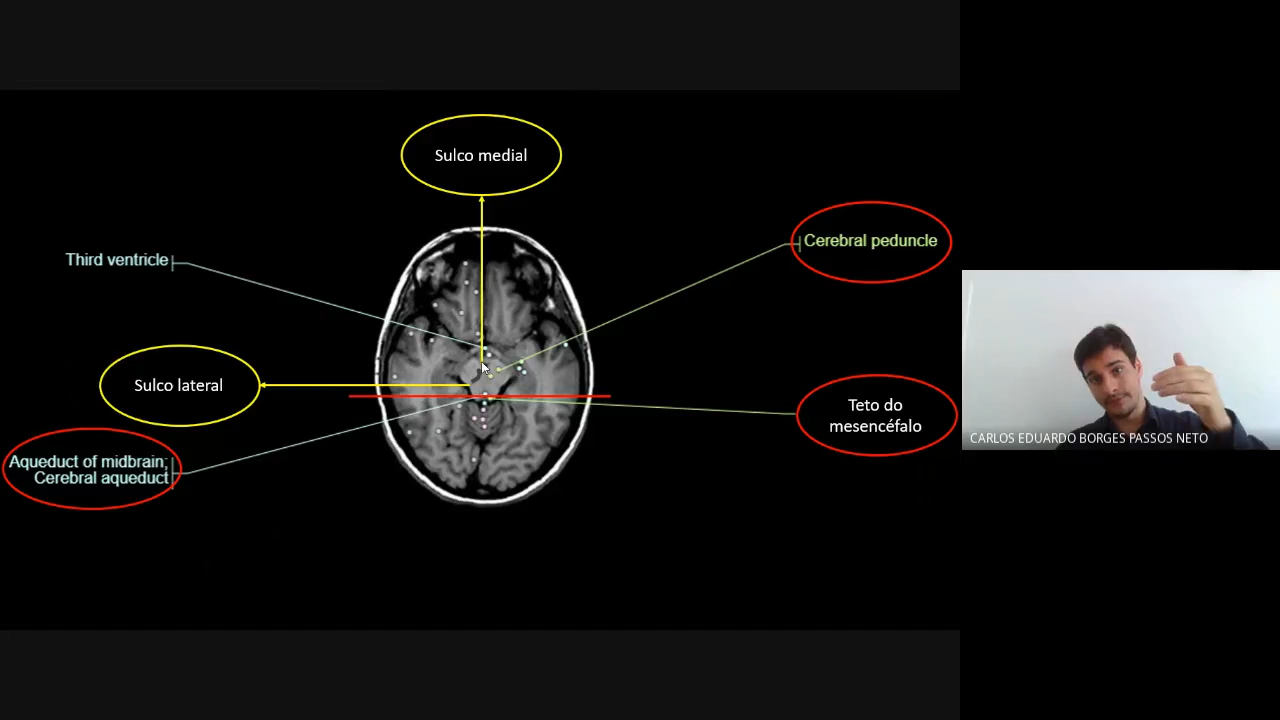 Sulco medial
Cerebral peduncle
Third ventricle
Sulco lateral
Teto do
mesencéfalo
Aqueduct of midbrain;
Cerebral aqueduct
CARLOS EDUARDO BORGES PASSOS NETO